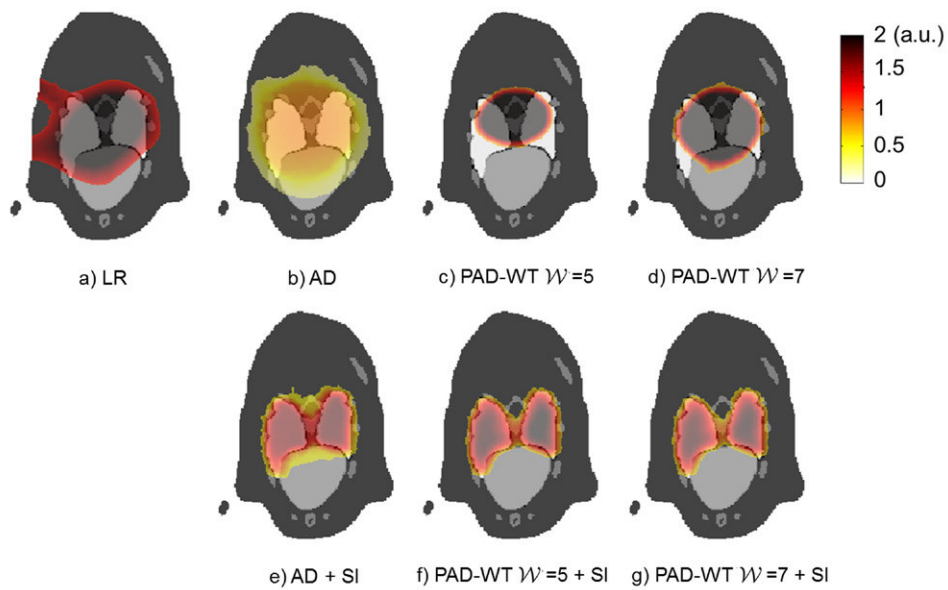 2 (a.u.)
1.5
1
0.5
0
a) LR
b) AD
c) PAD-WT 𝒲=5
d) PAD-WT 𝒲=7
e) AD + SI
f) PAD-WT 𝒲=5 + SI
g) PAD-WT 𝒲=7 + SI